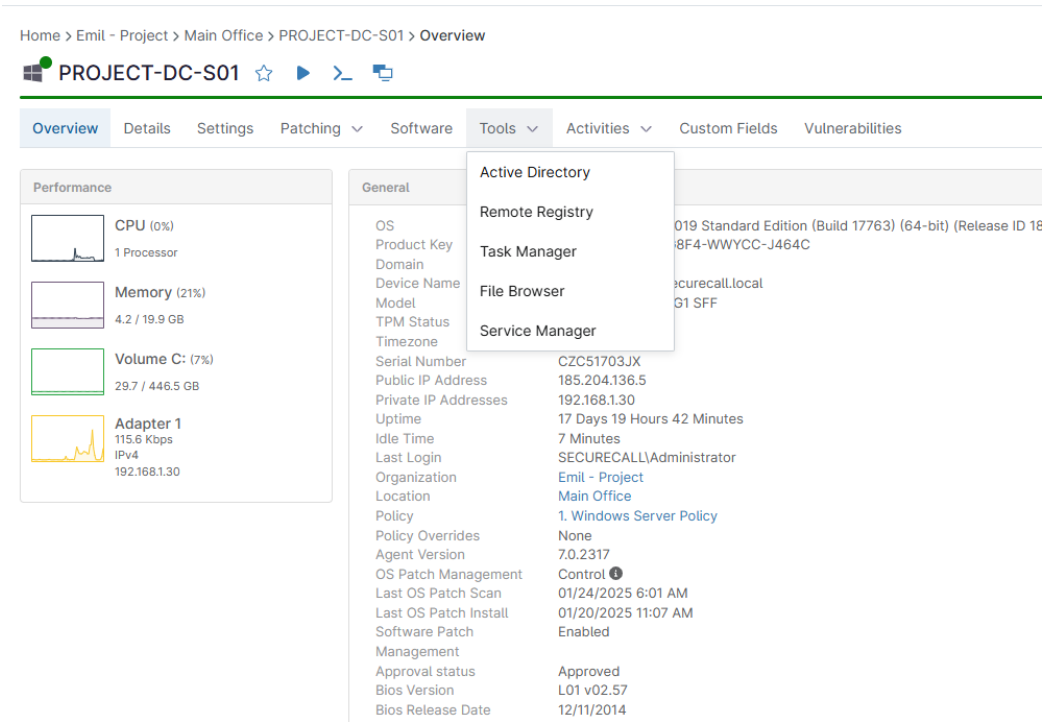 Home > Emil - Project > Main Office > PROJECT-DC-S01 > Overview
PROJECT-DC-S01
Overview Details Settings Patching Software Tools Activities Custom Fields Vulnerabilities
Active Directory
Remote Registry
Task Manager
File Browser
Service Manager
Performance
CPU (0%)
1 Processor
Memory (21%)
4.2 / 19.9 GB
Volume C: (7%)
29.7 / 446.5 GB
Adapter 1
115.6 Kbps
IPv4
192.168.1.30
General
OS 019 Standard Edition (Build 17763) (64-bit) (Release ID 18
Product Key 8F4-WWYCC-J464C
Domain
Device Name ecurecall.local
Model G1 SFF
TPM Status
Timezone
Serial Number CZC51703JX
Public IP Address 185.204.136.5
Private IP Addresses 192.168.1.30
Uptime 17 Days 19 Hours 42 Minutes
Idle Time 7 Minutes
Last Login SECURECALL\Administrator
Organization Emil - Project
Location Main Office
Policy 1. Windows Server Policy
Policy Overrides None
Agent Version 7.0.2317
OS Patch Management Control
Last OS Patch Scan 01/24/2025 6:01 AM
Last OS Patch Install 01/20/2025 11:07 AM
Software Patch Enabled
Management
Approval status Approved
Bios Version L01 v02.57
Bios Release Date 12/11/2014